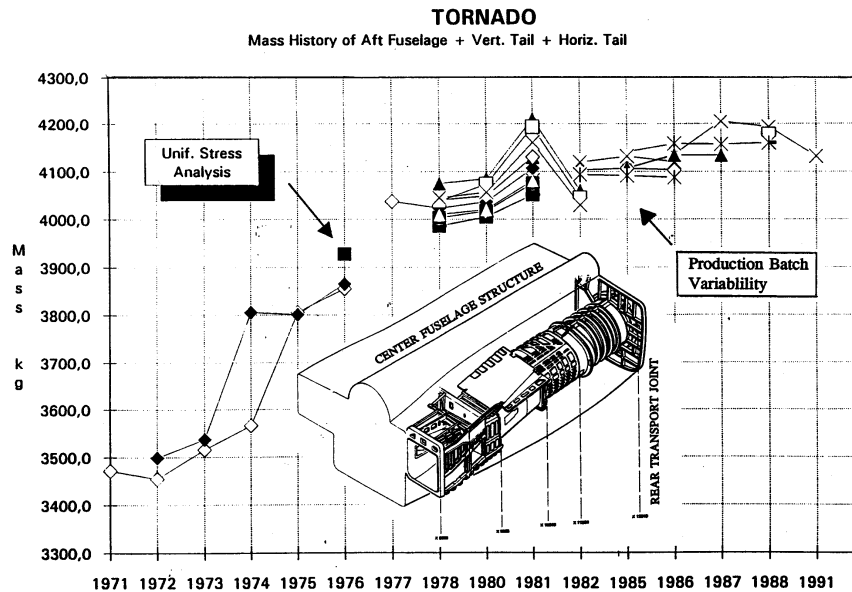 TORNADO
Mass History of Aft Fuselage + Vert. Tail + Horiz. Tail
4300,0
4200,0
4100,0
4000,0
3900,0
3800,0
3700,0
3600,0
3500,0
3400,0
3300,0
Mass kg
Unif. Stress
Analysis
Production Batch
Variablility
CENTER FUSELAGE STRUCTURE
REAR TRANSPORT JOINT
1971 1972 1973 1974 1975 1976 1977 1978 1980 1981 1982 1985 1986 1987 1988 1991